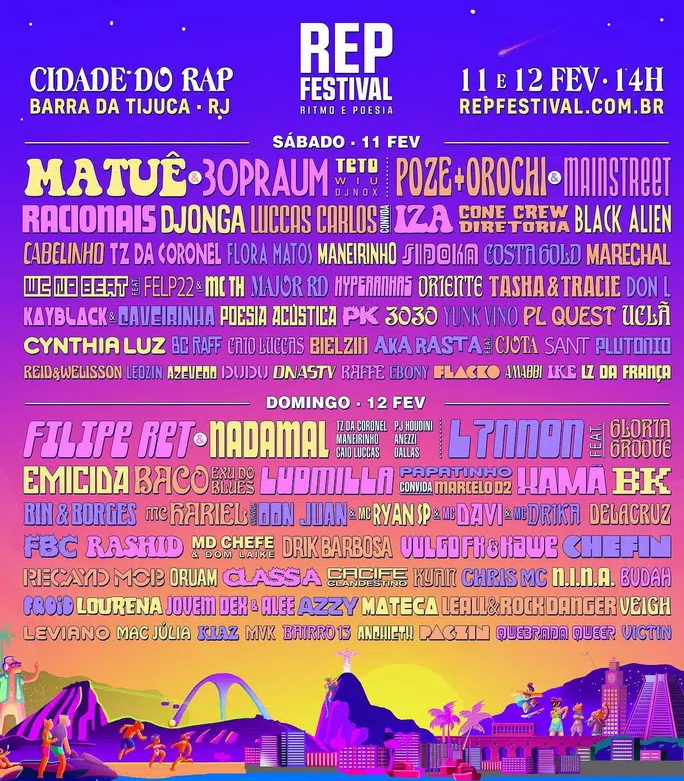 REP
FESTIVAL
RITMO E POESIA
CIDADE DO RAP
BARRA DA TIJUCA · RJ
11 E 12 FEV · 14H
REPFESTIVAL.COM.BR
SÁBADO · 11 FEV
MATUÊ & 30PRAUM TETO WIU DJ NOX POZE+OROCHI & MAINSTREET
RACIONAIS DJONGA LUCCAS CARLOS CONVIDA IZA CONE CREW DIRETORIA BLACK ALIEN
CABELINHO TZ DA CORONEL FLORA MATOS MANEIRINHO SIDOKA COSTA GOLD MARECHAL
WC NO BEAT FEAT FELP22 & MC TH MAJOR RD HYPERANHAS ORIENTE TASHA & TRACIE DON L
KAYBLACK & CAVEIRINHA POESIA ACÚSTICA PK 3030 YUNK VINO PL QUEST UCLÃ
CYNTHIA LUZ BC RAFF CAIO LUCCAS BIELZIN AKA RASTA FEAT CJOTA SANT PLUTONIO
REID & WELISSON LEOZIN AZEVEDO DUDU ONASTV RAFFE EBONY FLACKO AMABBI IKE LZ DA FRANÇA
DOMINGO · 12 FEV
FILIPE RET & NADAMAL TZ DA CORONEL MANEIRINHO CAIO LUCCAS PJ HOUDINI ANEZZI DALLAS L7NNON FEAT. GLORIA GROOVE
EMICIDA BACO EXU DO BLUES LUDMILLA PAPATINHO CONVIDA MARCELO D2 XAMÃ BK
BIN & BORGES MC HARIEL DON JUAN & MC RYAN SP & MC DAVI & MC DRIKA DELACRUZ
FBC RASHID MD CHEFE & DOM LAIKE DRIK BARBOSA VULGO FK & KAWE CHEFIN
RECAYD MOB ORUAM CLASSA CACIFE CLANDESTINO KYAN CHRIS MC N.I.N.A. BUDAH
FROID LOURENA JOVEM DEX & ALEE AZZY MATECA LEALL & ROCK DANGER VEIGH
LEVIANO MAC JÚLIA KIAZ MVK BAIRRO 13 ANCHIETX PACZIN QUEBRADA QUEER VICTIN